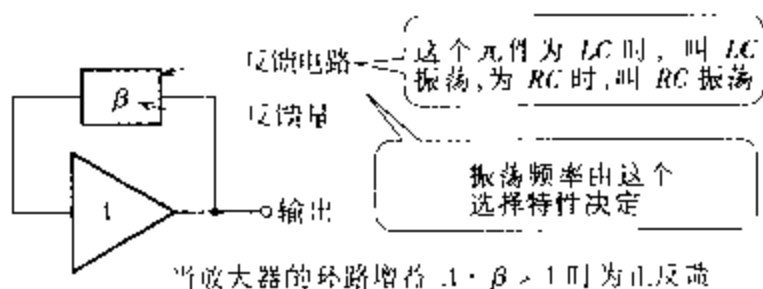 反馈电路
这个元件为 LC 时, 叫 LC
振荡,为 RC 时,叫 RC 振荡
β
反馈量
振荡频率由这个
选择特性决定
输出
当放大器的环路增益 A · β > 1 时为正反馈